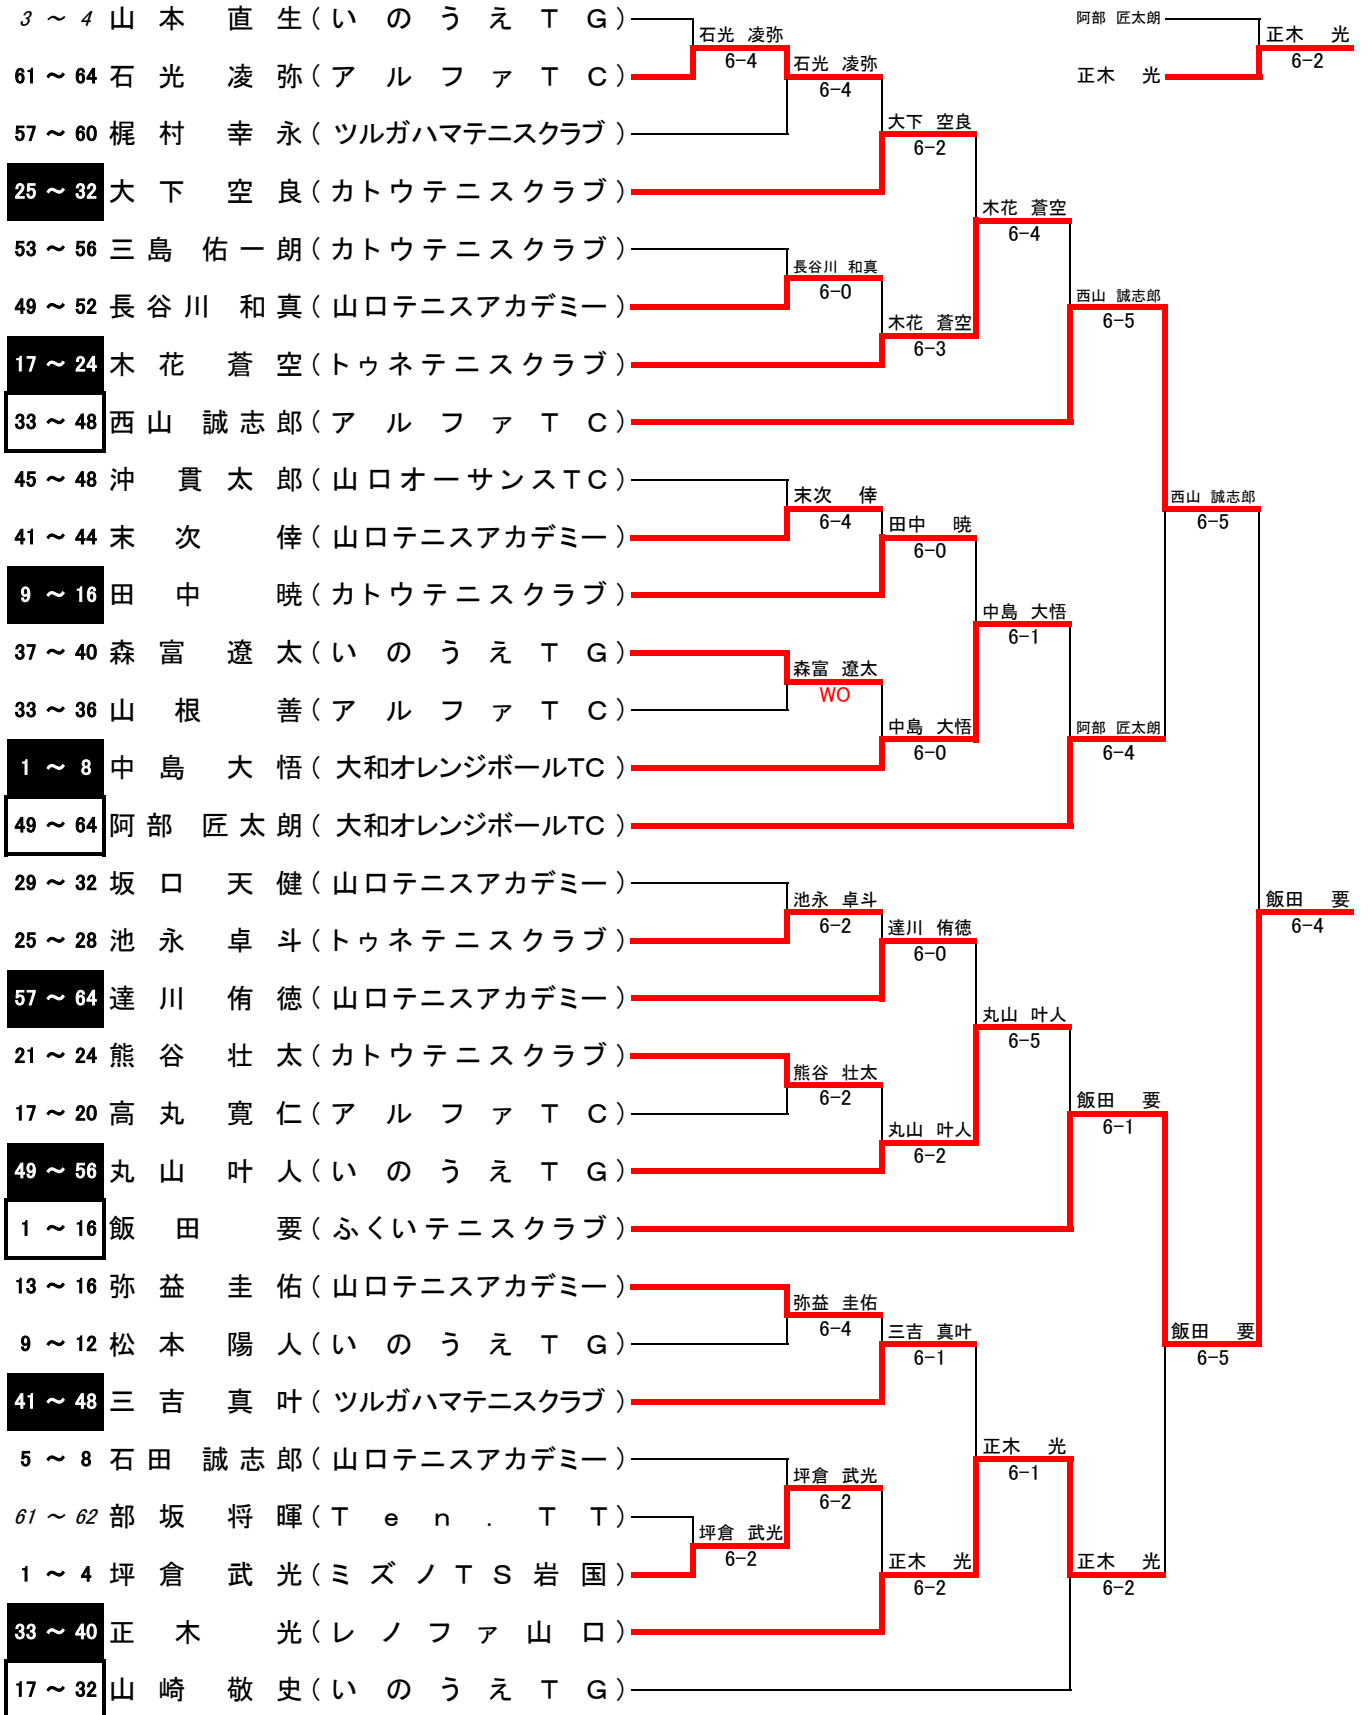 3 ～ 4 山本 直生(いのうえＴＧ)
61 ～ 64 石光 凌弥(アルファＴＣ)
57 ～ 60 梶村 幸永(ツルガハマテニスクラブ)
25 ～ 32 大下 空良(カトウテニスクラブ)
53 ～ 56 三島 佑一朗(カトウテニスクラブ)
49 ～ 52 長谷川 和真(山口テニスアカデミー)
17 ～ 24 木花 蒼空(トゥネテニスクラブ)
33 ～ 48 西山 誠志郎(アルファＴＣ)
45 ～ 48 沖 貫太郎(山口オーサンスＴＣ)
41 ～ 44 末次 倖(山口テニスアカデミー)
9 ～ 16 田中 暁(カトウテニスクラブ)
37 ～ 40 森富 遼太(いのうえＴＧ)
33 ～ 36 山根 善(アルファＴＣ)
1 ～ 8 中島 大悟(大和オレンジボールTC)
49 ～ 64 阿部 匠太朗(大和オレンジボールTC)
29 ～ 32 坂口 天健(山口テニスアカデミー)
25 ～ 28 池永 卓斗(トゥネテニスクラブ)
57 ～ 64 達川 侑徳(山口テニスアカデミー)
21 ～ 24 熊谷 壮太(カトウテニスクラブ)
17 ～ 20 高丸 寛仁(アルファＴＣ)
49 ～ 56 丸山 叶人(いのうえＴＧ)
1 ～ 16 飯田 要(ふくいテニスクラブ)
13 ～ 16 弥益 圭佑(山口テニスアカデミー)
9 ～ 12 松本 陽人(いのうえＴＧ)
41 ～ 48 三吉 真叶(ツルガハマテニスクラブ)
5 ～ 8 石田 誠志郎(山口テニスアカデミー)
61 ～ 62 部坂 将暉(Ｔｅｎ．ＴＴ)
1 ～ 4 坪倉 武光(ミズノＴＳ岩国)
33 ～ 40 正木 光(レノファ山口)
17 ～ 32 山崎 敬史(いのうえＴＧ)
石光 凌弥
6-4
坪倉 武光
6-2
石光 凌弥
6-4
長谷川 和真
6-0
末次 倖
6-4
森富 遼太
WO
池永 卓斗
6-2
熊谷 壮太
6-2
弥益 圭佑
6-4
坪倉 武光
6-2
大下 空良
6-2
木花 蒼空
6-3
田中 暁
6-0
中島 大悟
6-0
達川 侑徳
6-0
丸山 叶人
6-2
三吉 真叶
6-1
正木 光
6-2
木花 蒼空
6-4
中島 大悟
6-1
丸山 叶人
6-5
正木 光
6-1
西山 誠志郎
6-5
阿部 匠太朗
6-4
飯田 要
6-1
正木 光
6-2
西山 誠志郎
6-5
飯田 要
6-5
飯田 要
6-4
阿部 匠太朗
正木 光
正木 光
6-2